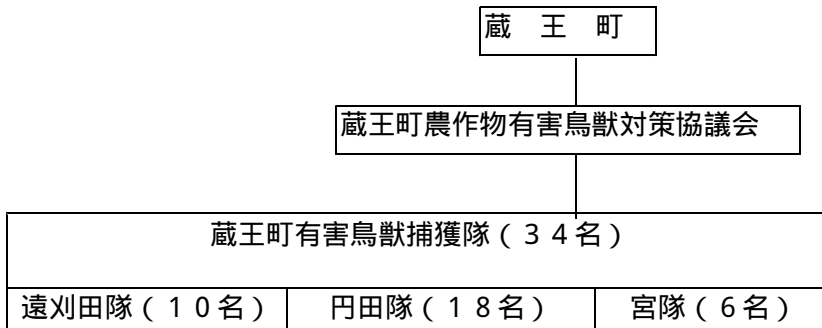 蔵　王　町
蔵王町農作物有害鳥獣対策協議会
蔵王町有害鳥獣捕獲隊（３４名）
遠刈田隊（１０名）　円田隊（１８名）　宮隊（６名）